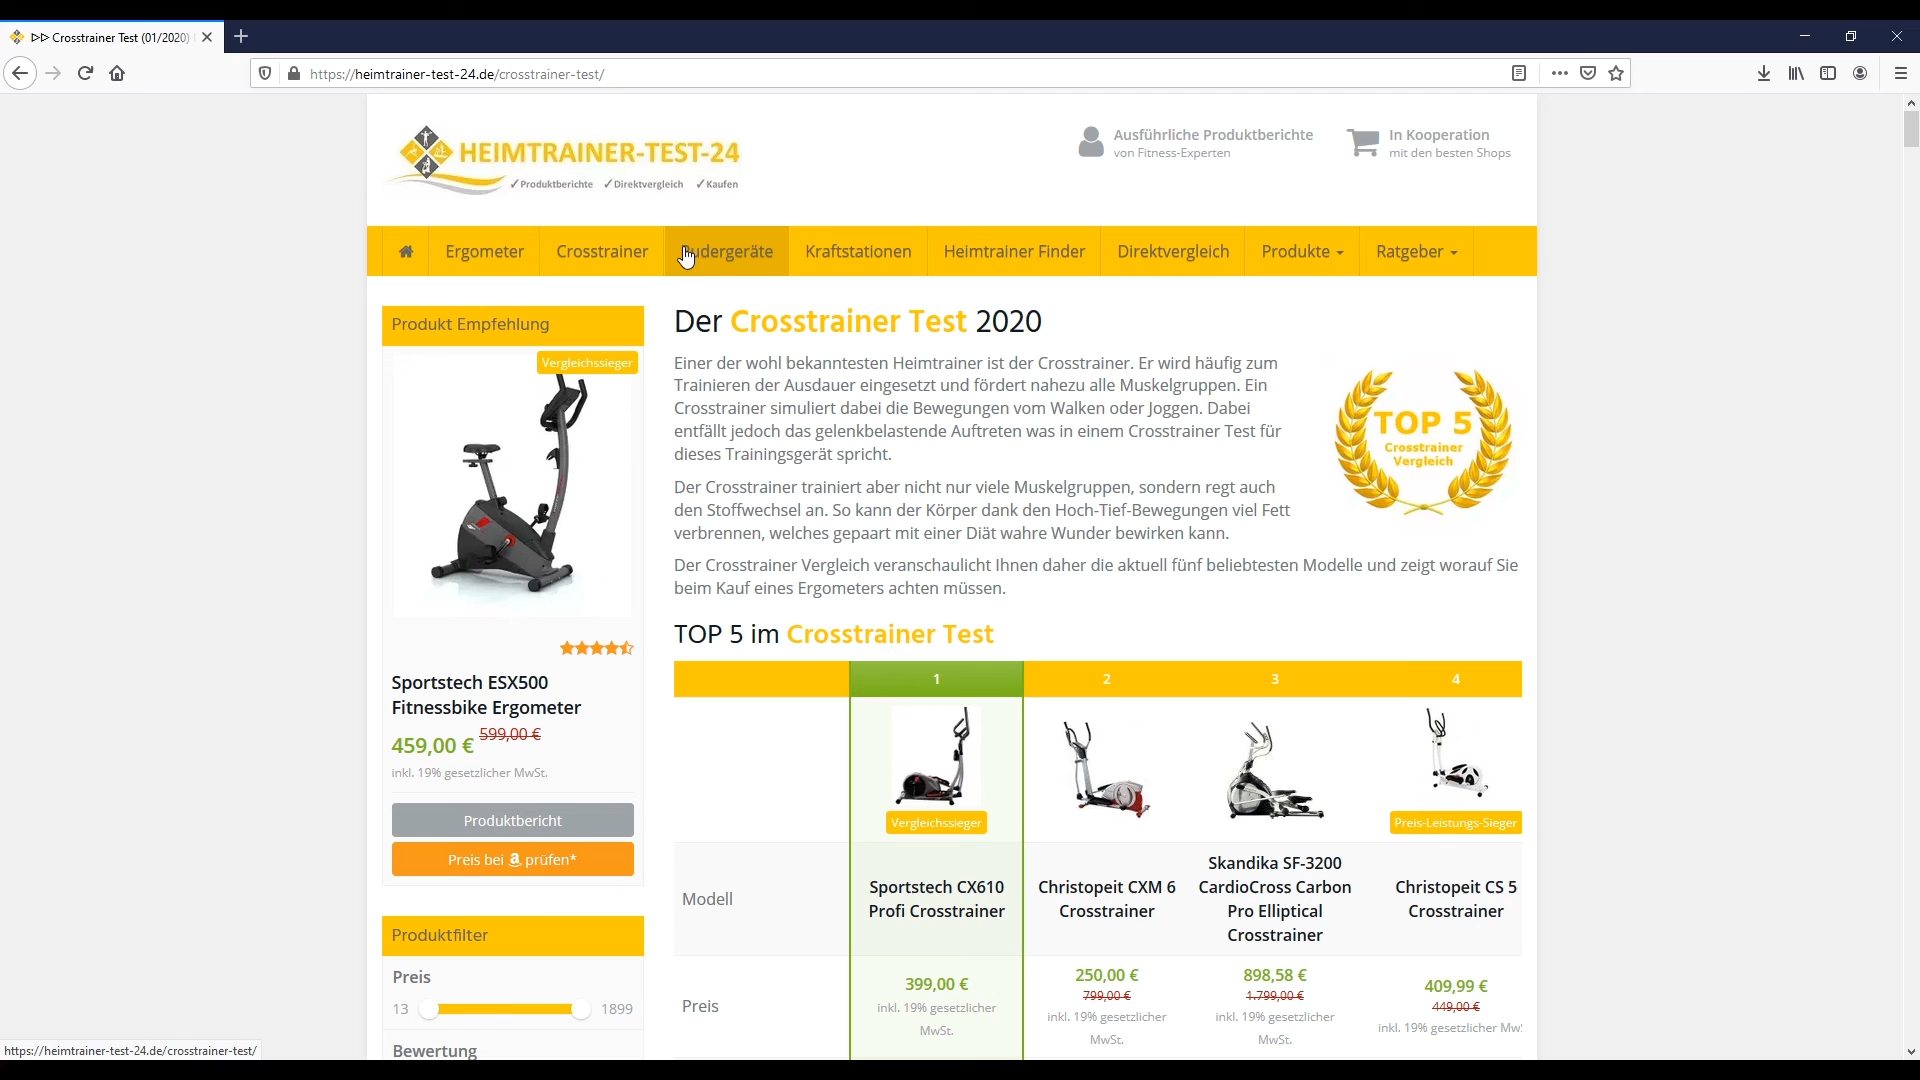 ▷▷ Crosstrainer Test (01/2020)
https://heimtrainer-test-24.de/crosstrainer-test/
HEIMTRAINER-TEST-24
✓Produktberichte ✓Direktvergleich ✓Kaufen
Ausführliche Produktberichte
von Fitness-Experten
In Kooperation
mit den besten Shops
Ergometer Crosstrainer udergeräte Kraftstationen Heimtrainer Finder Direktvergleich Produkte Ratgeber
Produkt Empfehlung
Vergleichssieger
Sportstech ESX500
Fitnessbike Ergometer
459,00 € 599,00 €
inkl. 19% gesetzlicher MwSt.
Produktbericht
Preis bei a prüfen*
Produktfilter
Preis
13 1899
Bewertung
Der Crosstrainer Test 2020
Einer der wohl bekanntesten Heimtrainer ist der Crosstrainer. Er wird häufig zum
Trainieren der Ausdauer eingesetzt und fördert nahezu alle Muskelgruppen. Ein
Crosstrainer simuliert dabei die Bewegungen vom Walken oder Joggen. Dabei
entfällt jedoch das gelenkbelastende Auftreten was in einem Crosstrainer Test für
dieses Trainingsgerät spricht.
Der Crosstrainer trainiert aber nicht nur viele Muskelgruppen, sondern regt auch
den Stoffwechsel an. So kann der Körper dank den Hoch-Tief-Bewegungen viel Fett
verbrennen, welches gepaart mit einer Diät wahre Wunder bewirken kann.
TOP 5
Crosstrainer
Vergleich
Der Crosstrainer Vergleich veranschaulicht Ihnen daher die aktuell fünf beliebtesten Modelle und zeigt worauf Sie
beim Kauf eines Ergometers achten müssen.
TOP 5 im Crosstrainer Test
1 2 3 4
Vergleichssieger
Preis-Leistungs-Sieger
Modell
Sportstech CX610
Profi Crosstrainer
Christopeit CXM 6
Crosstrainer
Skandika SF-3200
CardioCross Carbon
Pro Elliptical
Crosstrainer
Christopeit CS 5
Crosstrainer
Preis
399,00 €
inkl. 19% gesetzlicher
MwSt.
250,00 €
799,00 €
inkl. 19% gesetzlicher
MwSt.
898,58 €
1.799,00 €
inkl. 19% gesetzlicher
MwSt.
409,99 €
449,00 €
inkl. 19% gesetzlicher Mw
https://heimtrainer-test-24.de/crosstrainer-test/